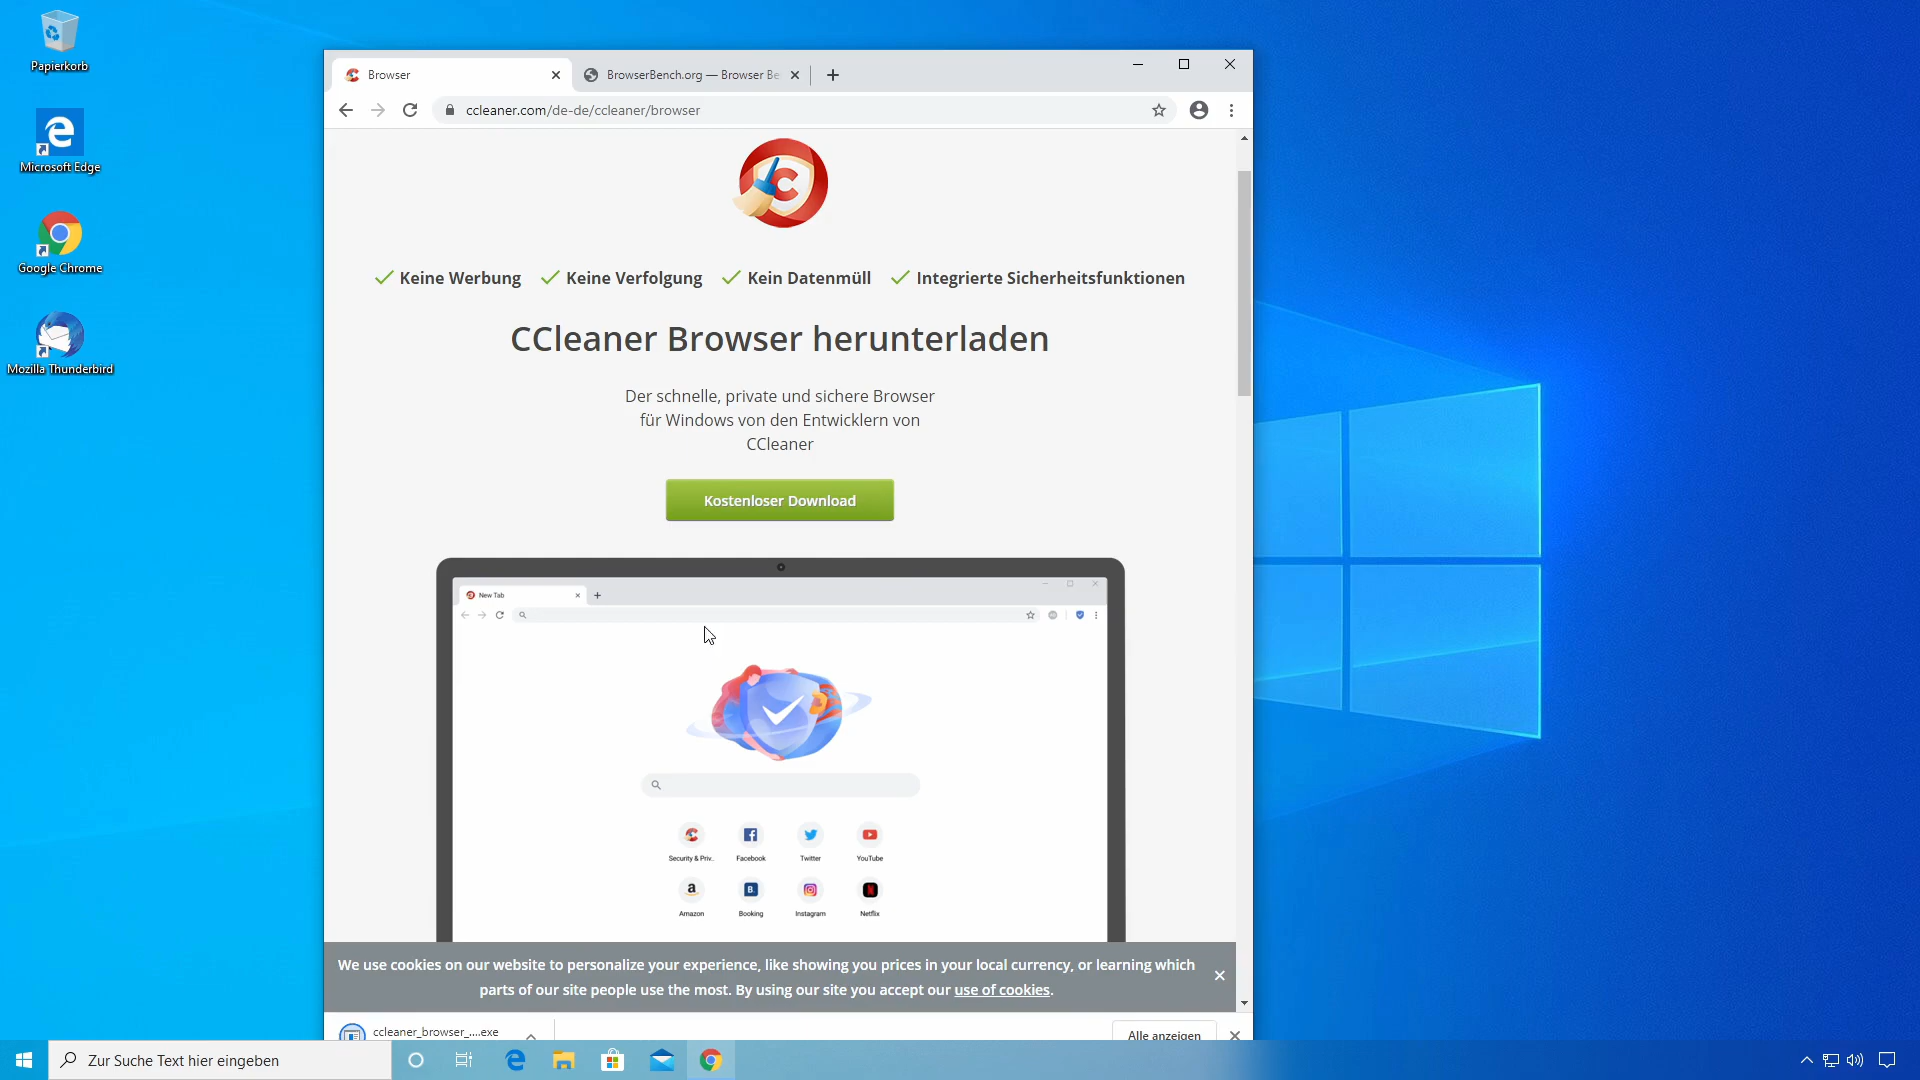 Papierkorb
Microsoft Edge
Google Chrome
Mozilla Thunderbird
Browser
BrowserBench.org — Browser Be
ccleaner.com/de-de/ccleaner/browser
Keine Werbung Keine Verfolgung Kein Datenmüll Integrierte Sicherheitsfunktionen
CCleaner Browser herunterladen
Der schnelle, private und sichere Browser
für Windows von den Entwicklern von
CCleaner
Kostenloser Download
New Tab
Security & Priv..
Facebook
Twitter
YouTube
Amazon
Booking
Instagram
Netflix
We use cookies on our website to personalize your experience, like showing you prices in your local currency, or learning which
parts of our site people use the most. By using our site you accept our use of cookies.
ccleaner_browser_....exe
Alle anzeigen
Zur Suche Text hier eingeben